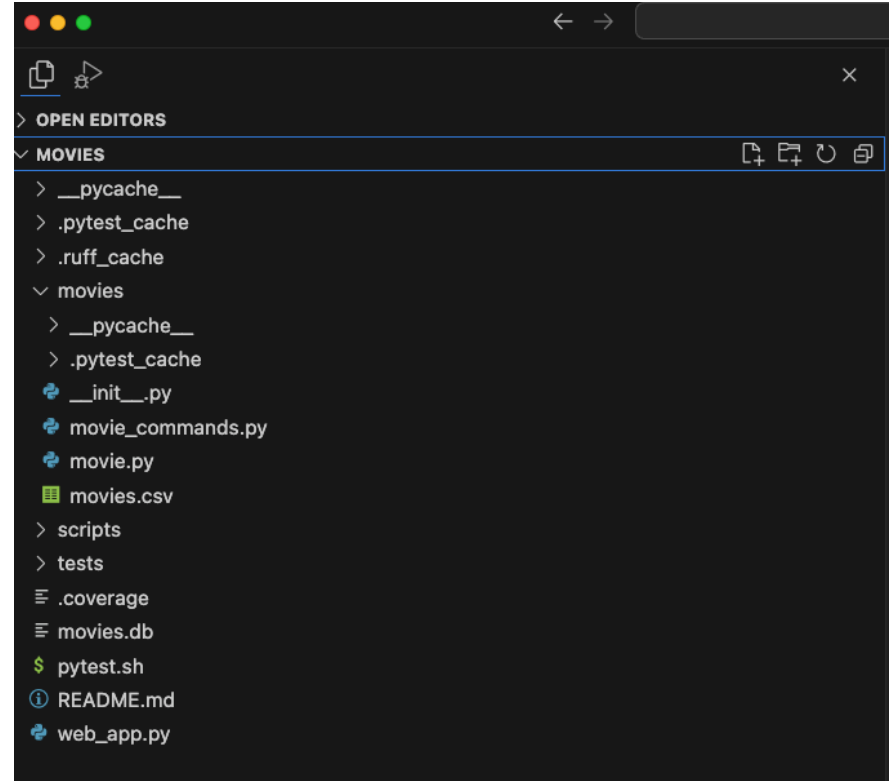 OPEN EDITORS
MOVIES
__pycache__
.pytest_cache
.ruff_cache
movies
__pycache__
.pytest_cache
__init__.py
movie_commands.py
movie.py
movies.csv
scripts
tests
.coverage
movies.db
$ pytest.sh
README.md
web_app.py